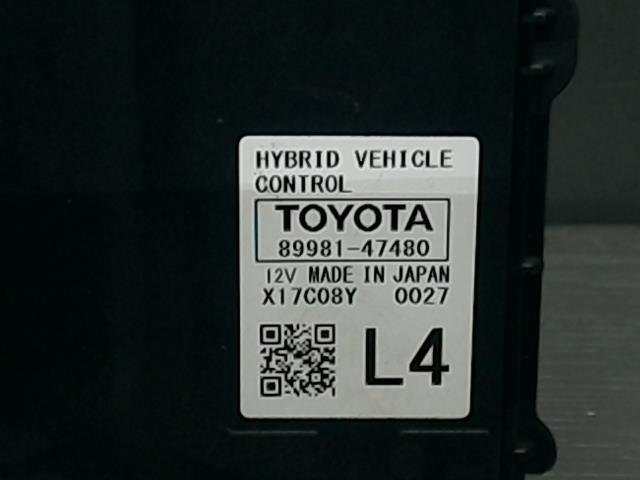 HYBRID VEHICLE
CONTROL
TOYOTA
89981-47480
12V MADE IN JAPAN
X17C08Y 0027
L4